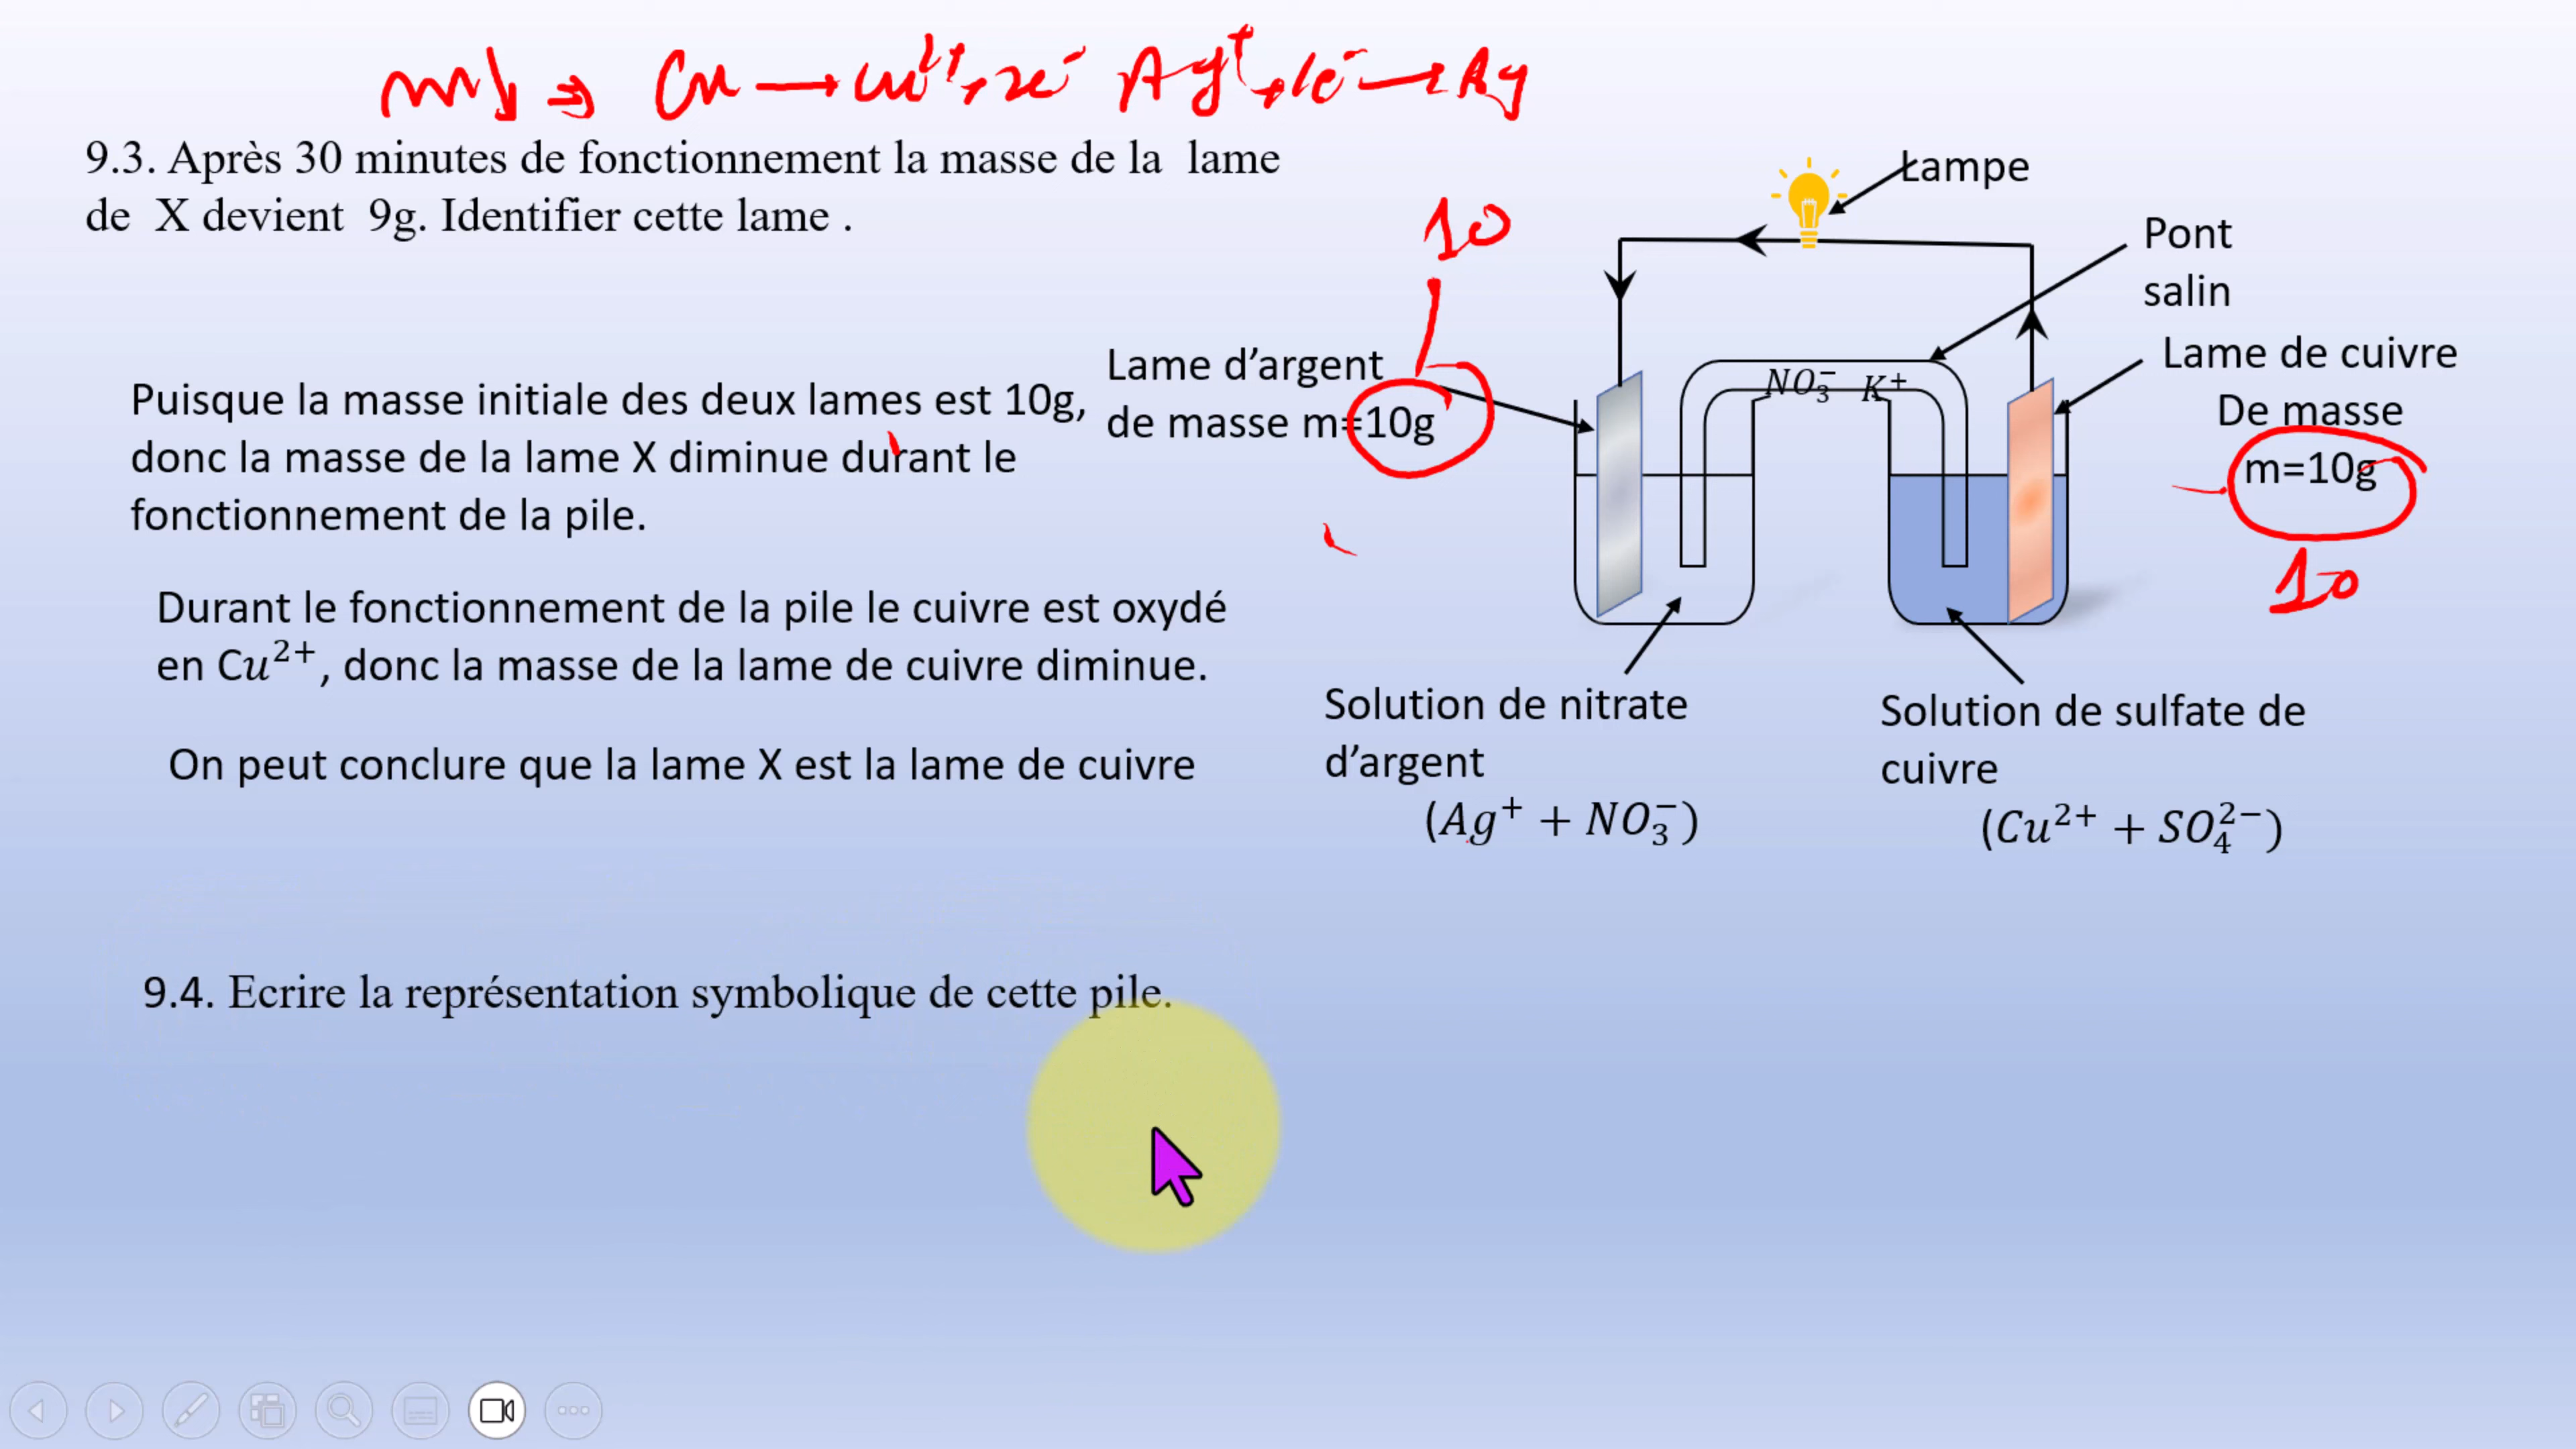 m↓ ⇒ Cu → Cu²⁺ + 2e⁻ Ag⁺ + 1e⁻ → Ag
9.3. Après 30 minutes de fonctionnement la masse de la lame
de X devient 9g. Identifier cette lame .
Puisque la masse initiale des deux lames est 10g,
donc la masse de la lame X diminue durant le
fonctionnement de la pile.
Durant le fonctionnement de la pile le cuivre est oxydé
en Cu²⁺, donc la masse de la lame de cuivre diminue.
On peut conclure que la lame X est la lame de cuivre
9.4. Ecrire la représentation symbolique de cette pile.
Lampe
10
Pont
salin
Lame d’argent
de masse m=10g
NO₃⁻ K⁺
Lame de cuivre
De masse
m=10g
10
Solution de nitrate
d’argent
(Ag⁺ + NO₃⁻)
Solution de sulfate de
cuivre
(Cu²⁺ + SO₄²⁻)